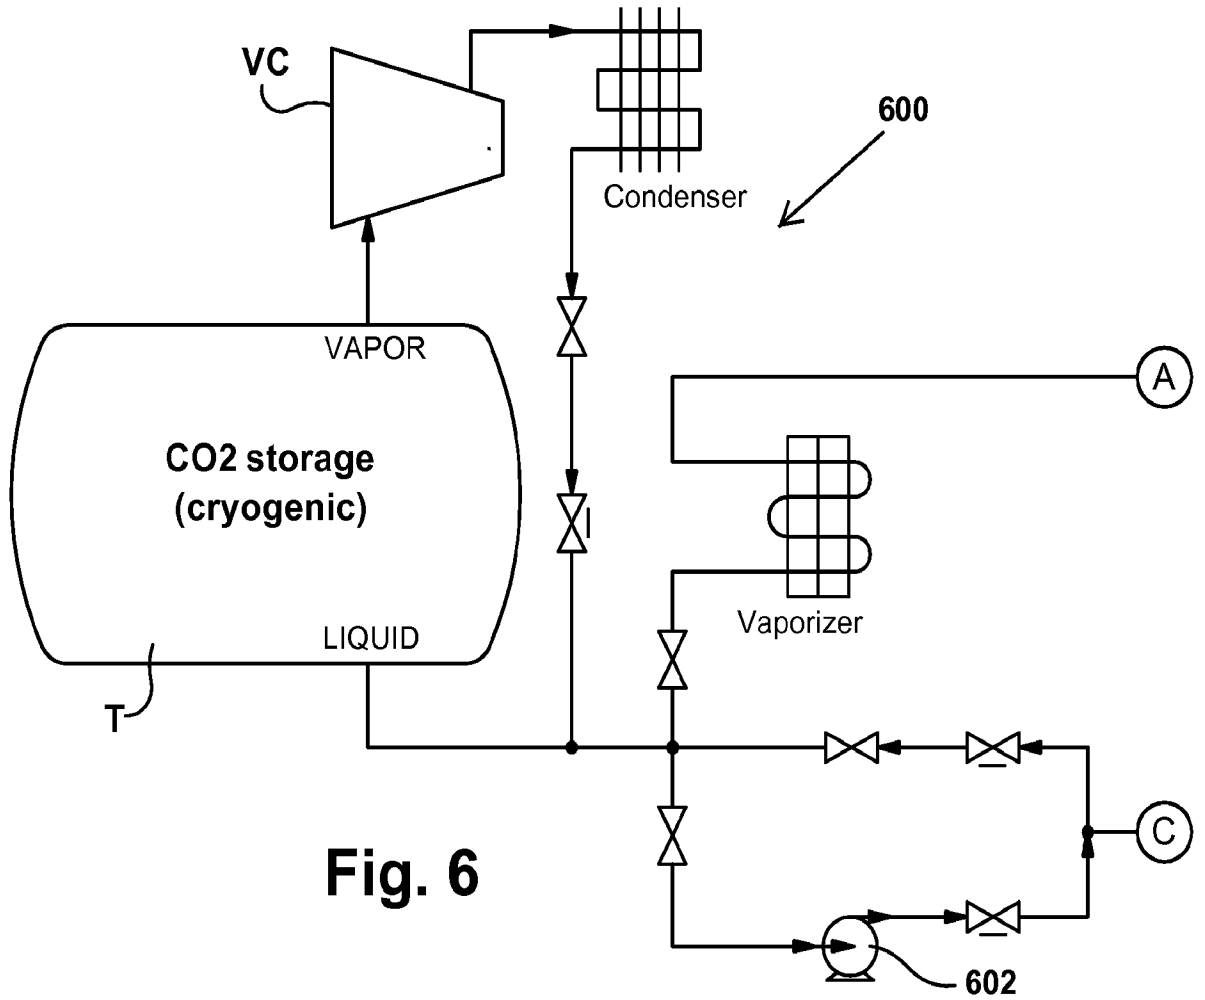 VC
600
Condenser
VAPOR
A
CO2 storage
(cryogenic)
Vaporizer
LIQUID
T
C
Fig. 6
602